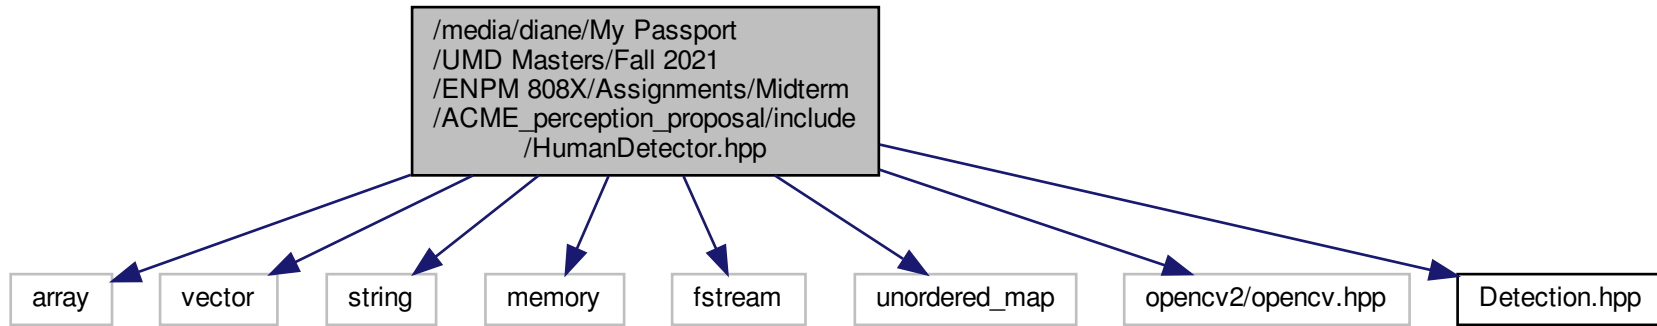 /media/diane/My Passport
/UMD Masters/Fall 2021
/ENPM 808X/Assignments/Midterm
/ACME_perception_proposal/include
/HumanDetector.hpp
array
vector
string
memory
fstream
unordered_map
opencv2/opencv.hpp
Detection.hpp